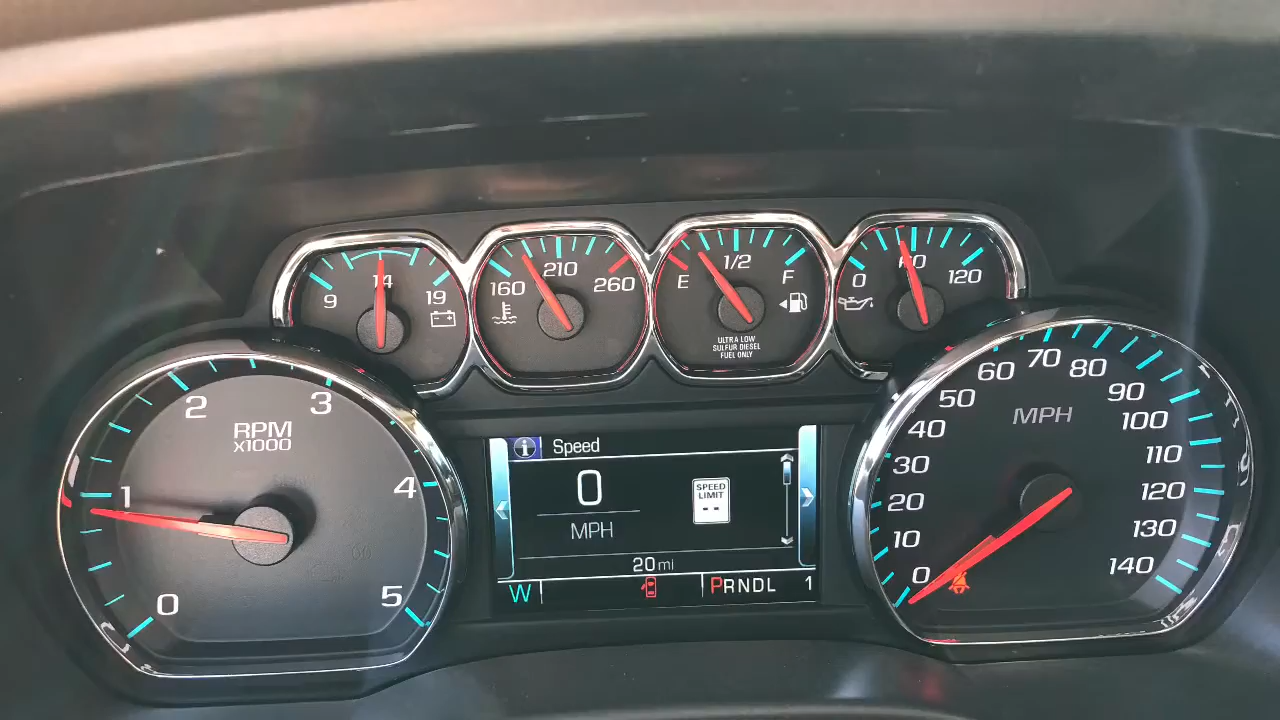 9 14 19
160 210 260
E 1/2 F
ULTRA LOW
SULFUR DIESEL
FUEL ONLY
0 60 120
0 1 2 3 4 5
RPM
X1000
i Speed
0
MPH
SPEED
LIMIT
--
20 mi
W
PRNDL 1
MPH
0 10 20 30 40 50 60 70 80 90 100 110 120 130 140